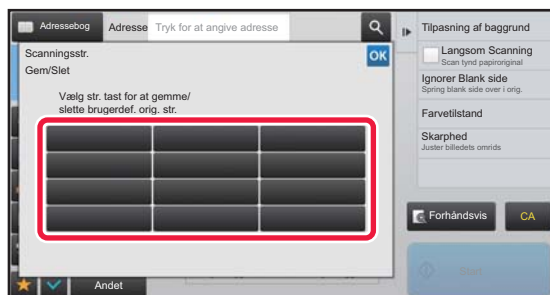 Adressebog
Adresse
Tryk for at angive adresse
Scanningsstr.
OK
Gem/Slet
Vælg str. tast for at gemme/
slette brugerdef. orig. str.
Andet
Tilpasning af baggrund
Langsom Scanning
Scan tynd papiroriginal
Ignorer Blank side
Spring blank side over i orig.
Farvetilstand
Skarphed
Juster billedets omrids
Forhåndsvis
CA
Start